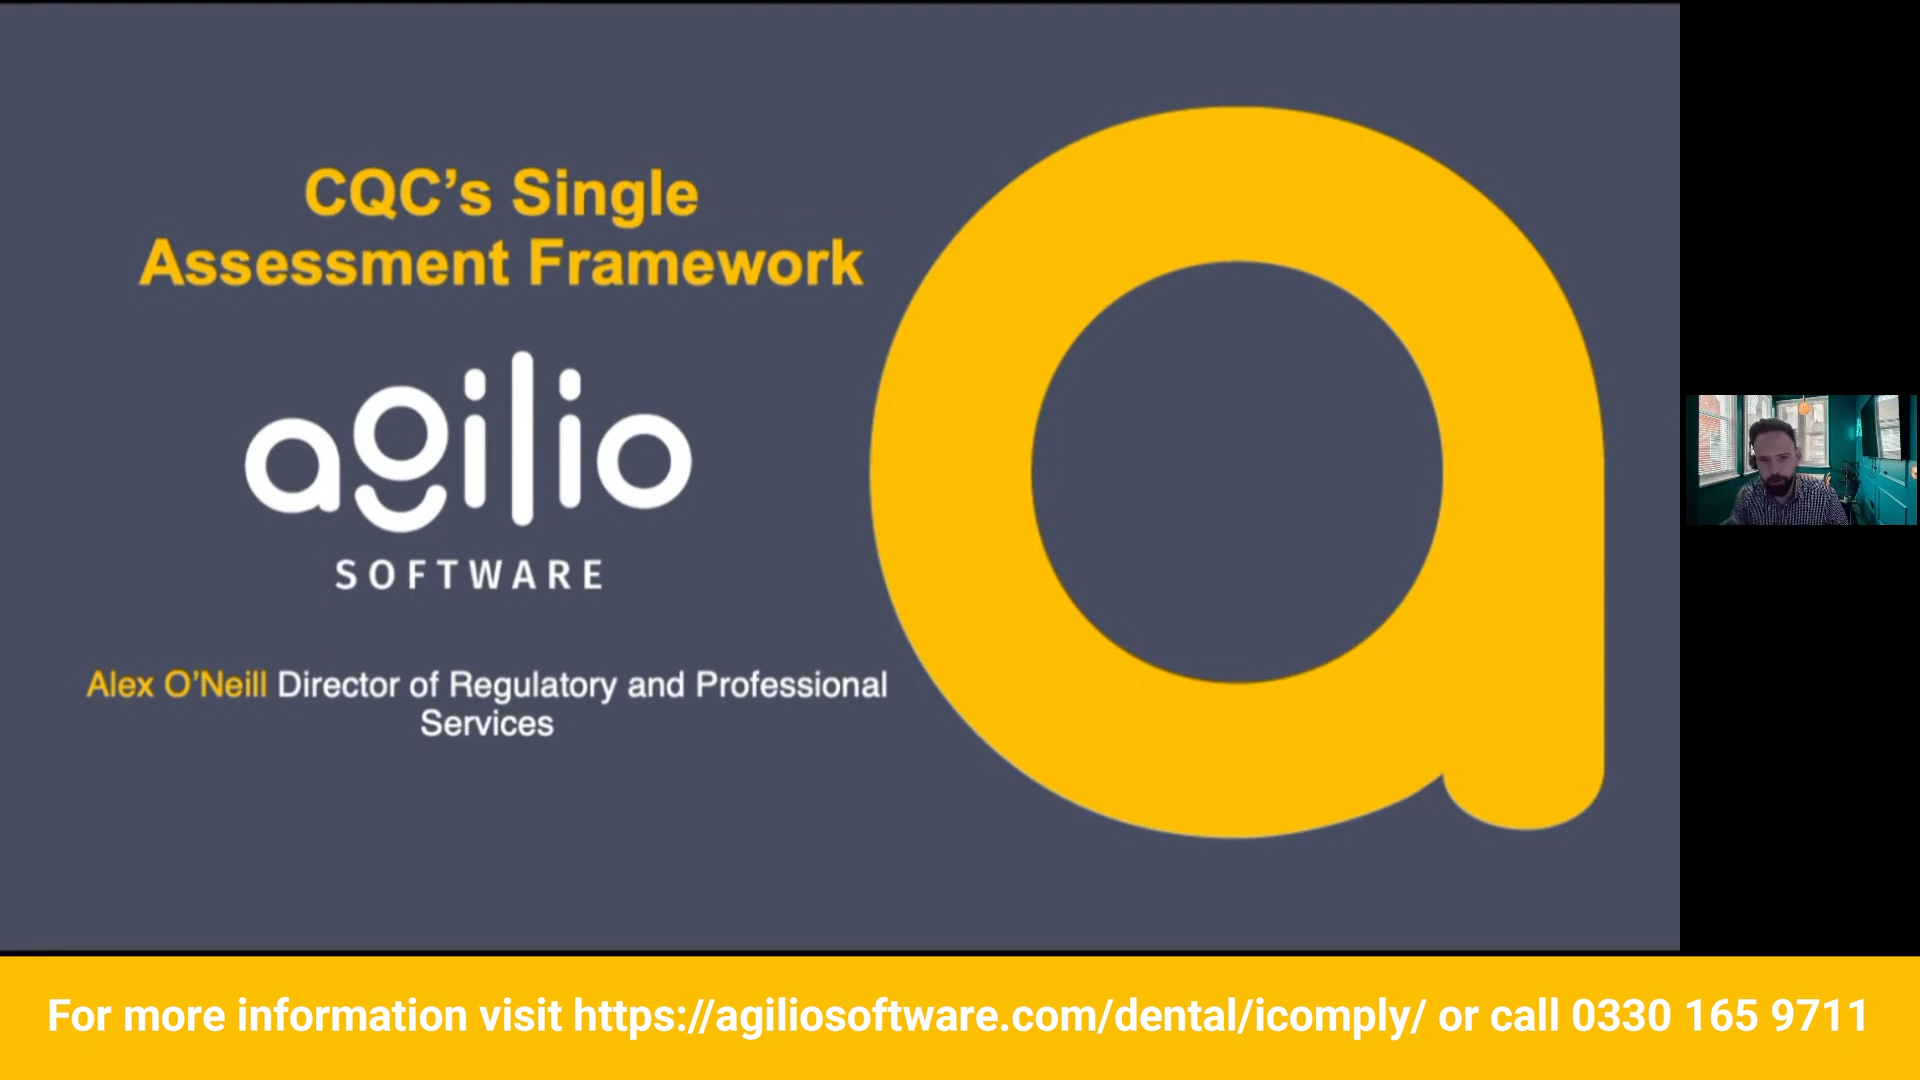 CQC’s Single
Assessment Framework
agilio
SOFTWARE
Alex O’Neill Director of Regulatory and Professional
Services
For more information visit https://agiliosoftware.com/dental/icomply/ or call 0330 165 9711